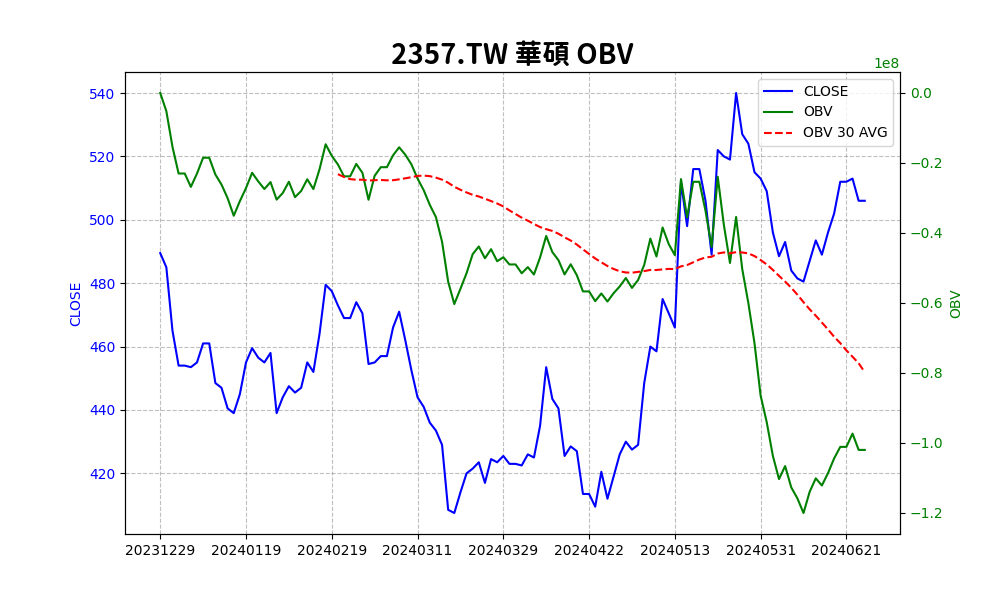 2357.TW 華碩 OBV
1e8
CLOSE
OBV
OBV 30 AVG
540
520
500
480
460
440
420
CLOSE
0.0
−0.2
−0.4
−0.6
−0.8
−1.0
−1.2
OBV
20231229 20240119 20240219 20240311 20240329 20240422 20240513 20240531 20240621